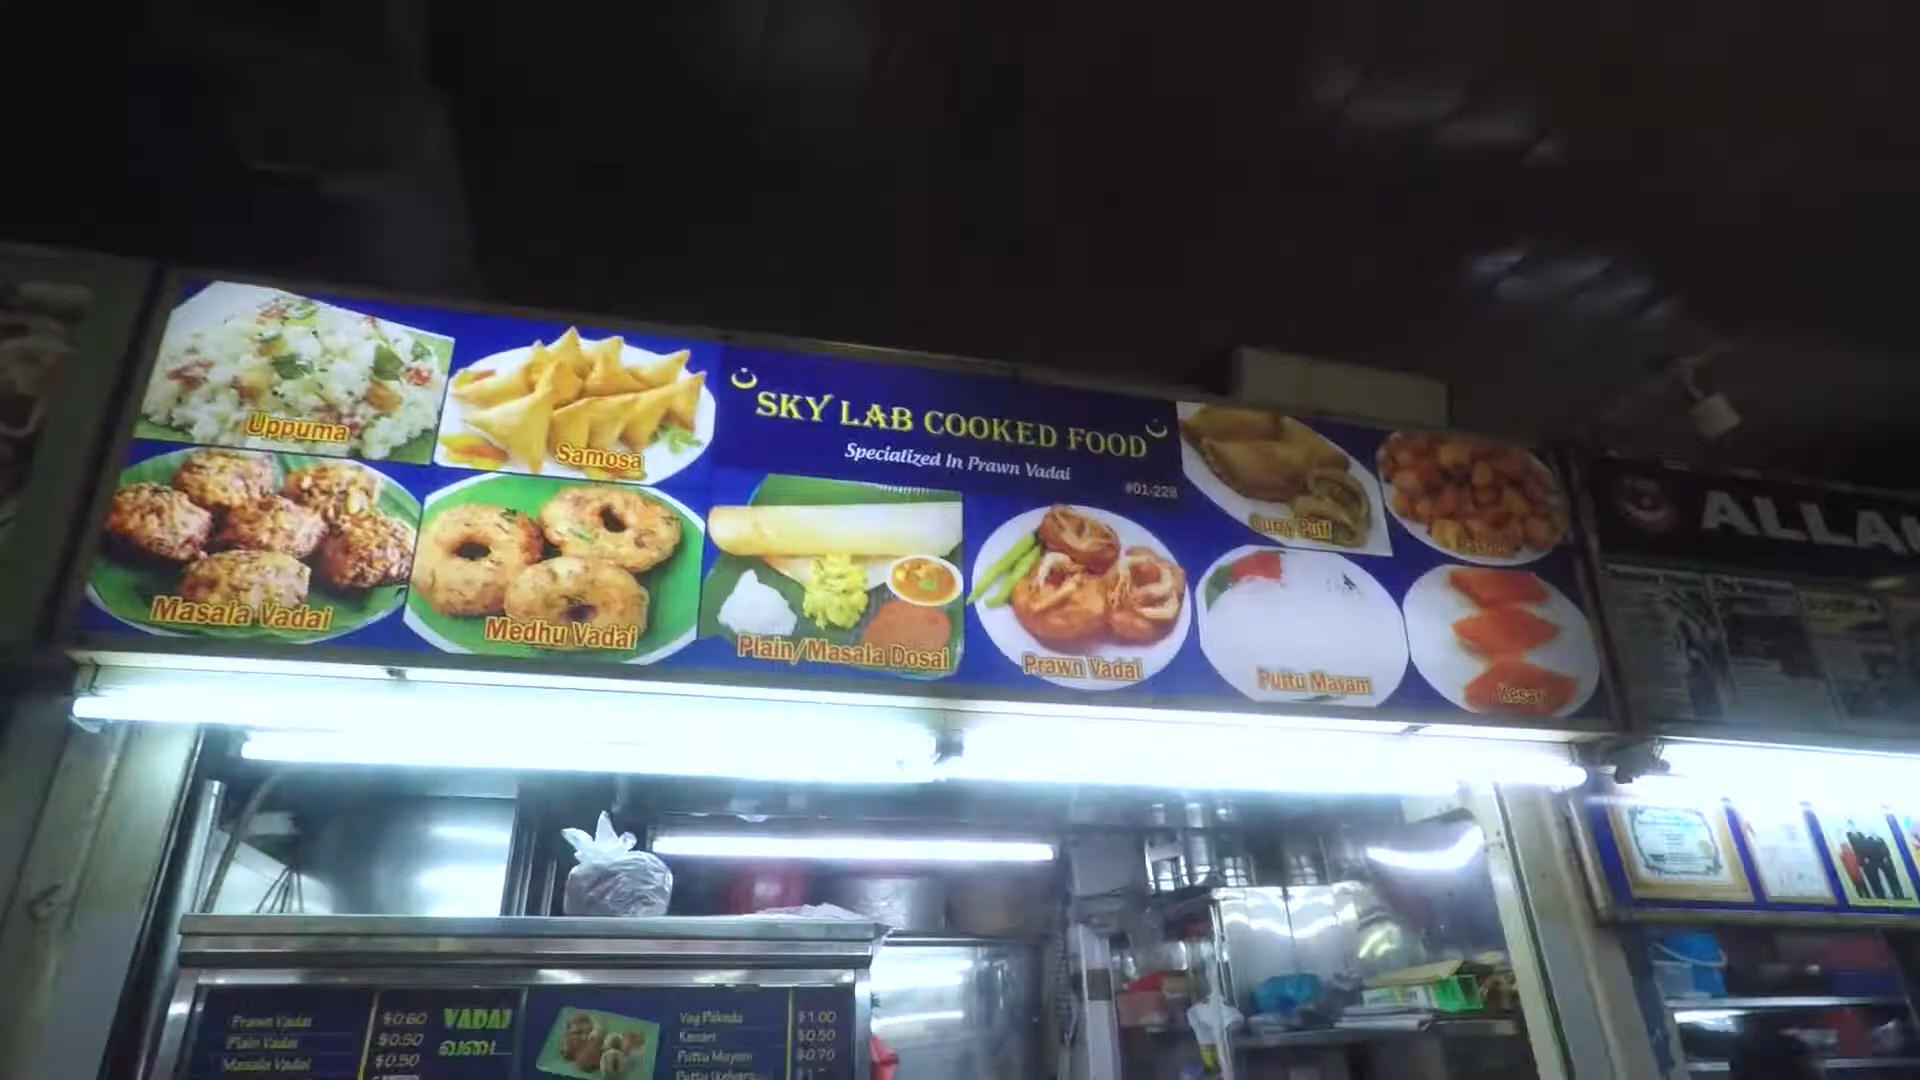 Uppuma
Samosa
SKY LAB COOKED FOOD
Specialized In Prawn Vadai
#01-228
Curry Puff
Masala Vadai
Medhu Vadai
Plain/Masala Dosai
Prawn Vadai
Puttu Mayam
Kesari
Prawn Vadai $0.60
Plain Vadai $0.50
Masala Vadai $0.50
VADAI
வடை
Veg Pakoda $1.00
Kesari $0.50
Puttu Mayam $0.70